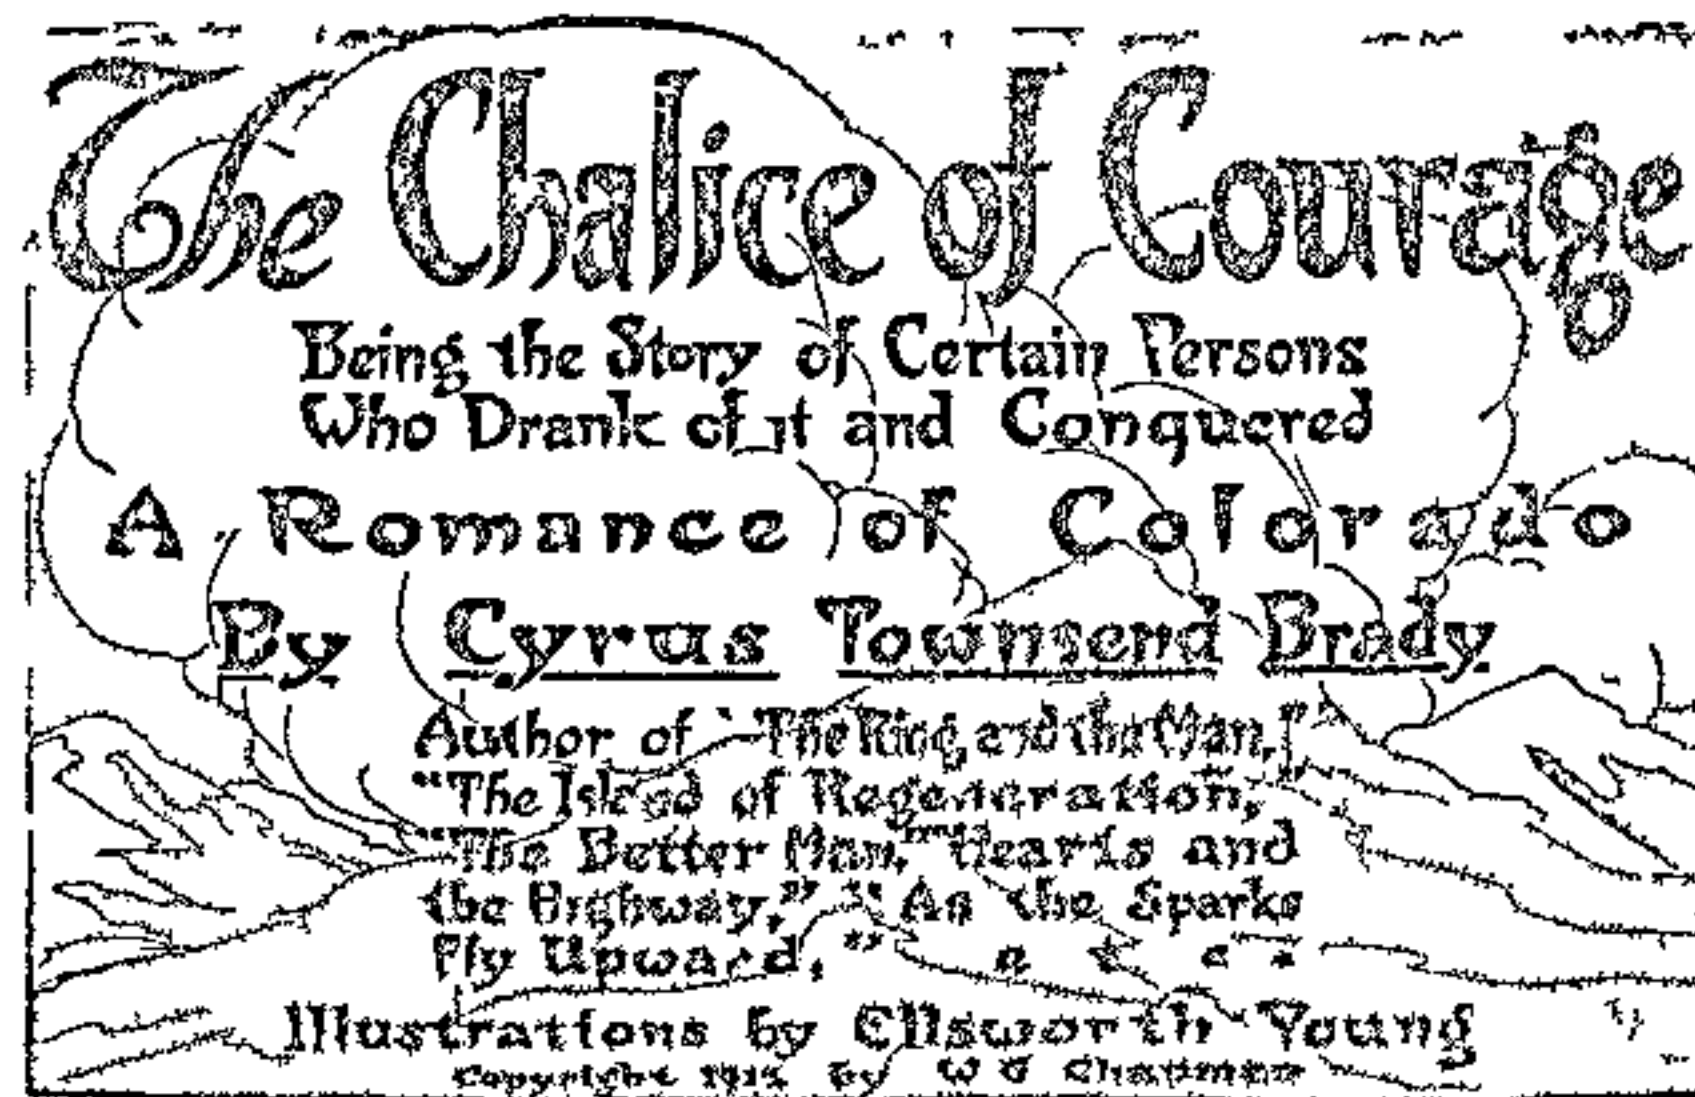 The Chalice of Courage
Being the Story of Certain Persons
Who Drank of it and Conquered
A Romance of Colorado
By Cyrus Townsend Brady
Author of "The Ring and the Man,"
"The Island of Regeneration,"
"The Better Man," "Hearts and
the Highway," "As the Sparks
Fly Upward," etc
Illustrations by Ellsworth Young
Copyright by W G Chapman